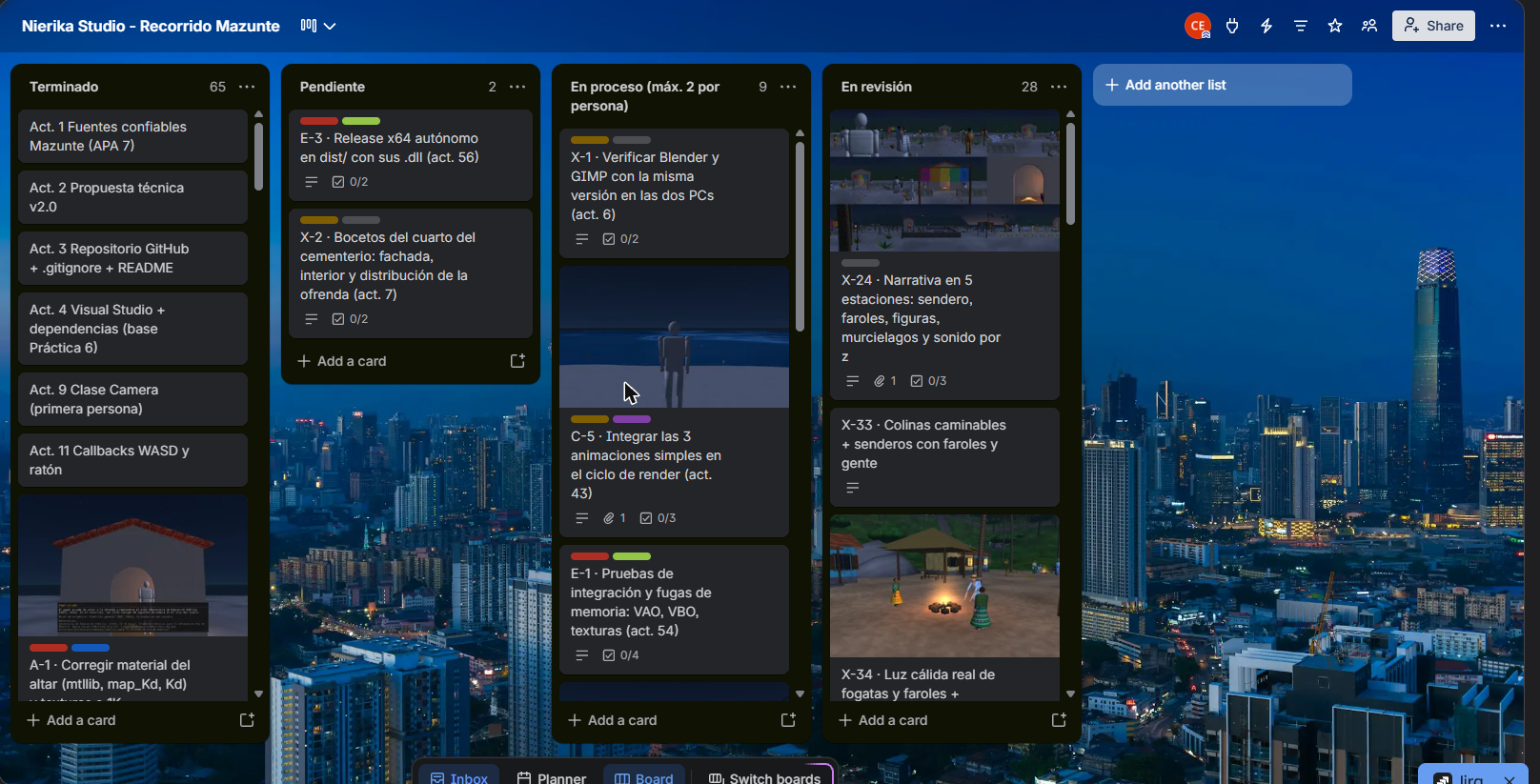 Nierika Studio - Recorrido Mazunte
CE
Share
Terminado
65
Act. 1 Fuentes confiables
Mazunte (APA 7)
Act. 2 Propuesta técnica
v2.0
Act. 3 Repositorio GitHub
+ .gitignore + README
Act. 4 Visual Studio +
dependencias (base
Práctica 6)
Act. 9 Clase Camera
(primera persona)
Act. 11 Callbacks WASD y
ratón
A-1 · Corregir material del
altar (mtllib, map_Kd, Kd)
Add a card
Pendiente
2
E-3 · Release x64 autónomo
en dist/ con sus .dll (act. 56)
0/2
X-2 · Bocetos del cuarto del
cementerio: fachada,
interior y distribución de la
ofrenda (act. 7)
0/2
Add a card
En proceso (máx. 2 por
persona)
9
X-1 · Verificar Blender y
GIMP con la misma
versión en las dos PCs
(act. 6)
0/2
C-5 · Integrar las 3
animaciones simples en
el ciclo de render (act.
43)
1
0/3
E-1 · Pruebas de
integración y fugas de
memoria: VAO, VBO,
texturas (act. 54)
0/4
Add a card
En revisión
28
X-24 · Narrativa en 5
estaciones: sendero,
faroles, figuras,
murcielagos y sonido por
z
1
0/3
X-33 · Colinas caminables
+ senderos con faroles y
gente
X-34 · Luz cálida real de
fogatas y faroles +
Add a card
Add another list
Inbox
Planner
Board
Switch boards
Jira